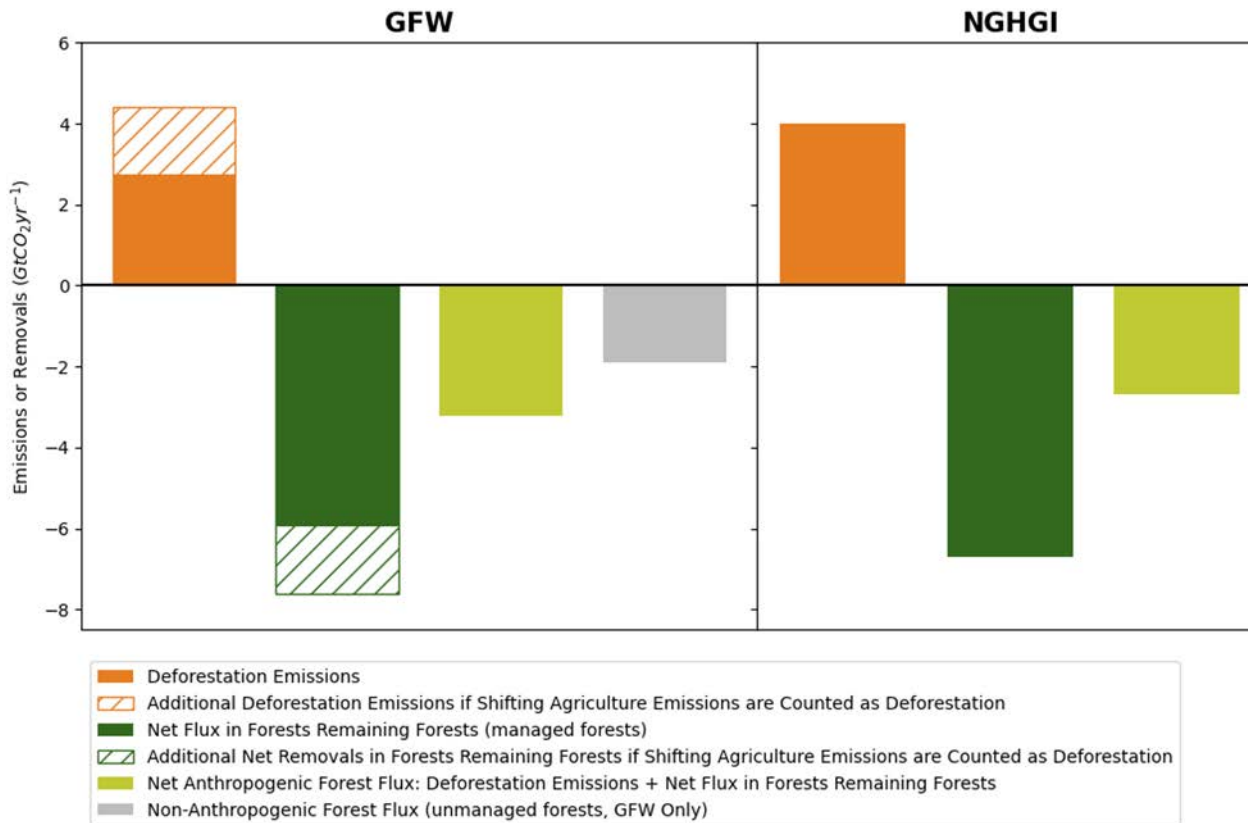 GFW NGHGI
6
4
2
0
−2
−4
−6
−8
Emissions or Removals (GtCO₂yr⁻¹)
Deforestation Emissions
Additional Deforestation Emissions if Shifting Agriculture Emissions are Counted as Deforestation
Net Flux in Forests Remaining Forests (managed forests)
Additional Net Removals in Forests Remaining Forests if Shifting Agriculture Emissions are Counted as Deforestation
Net Anthropogenic Forest Flux: Deforestation Emissions + Net Flux in Forests Remaining Forests
Non-Anthropogenic Forest Flux (unmanaged forests, GFW Only)